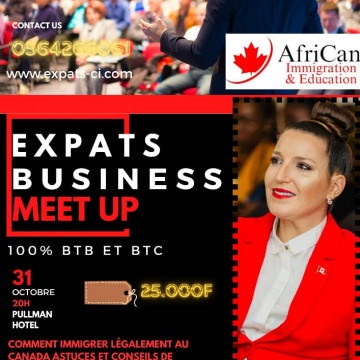 CONTACT US
www.expats-ci.com
AfriCan
Immigration
& Education
EXPATS
BUSINESS
MEET UP
100% BTB ET BTC
31
OCTOBRE
20H
PULLMAN
HOTEL
25.000F
COMMENT IMMIGRER LÉGALEMENT AU
CANADA ASTUCES ET CONSEILS DE